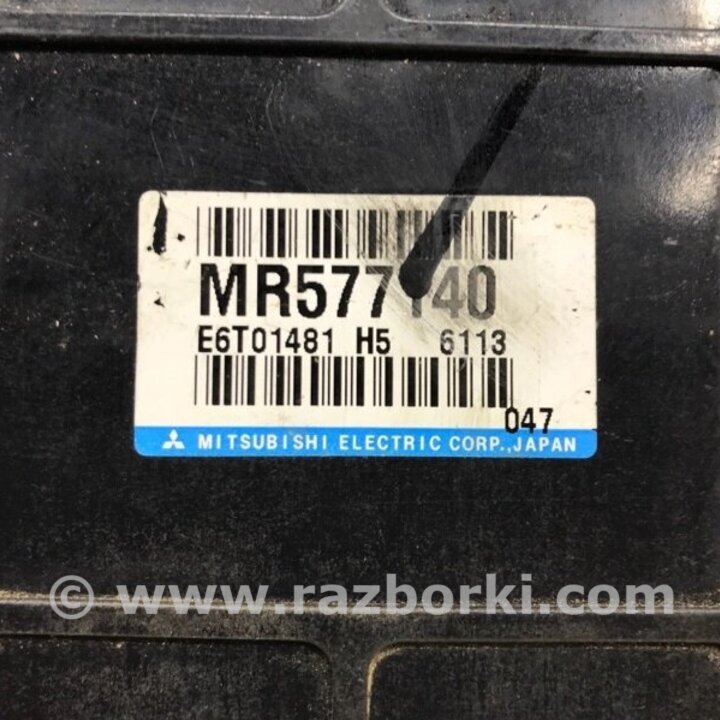 MR577140
E6T01481 H5 6113
047
MITSUBISHI ELECTRIC CORP.,JAPAN
© www.razborki.com